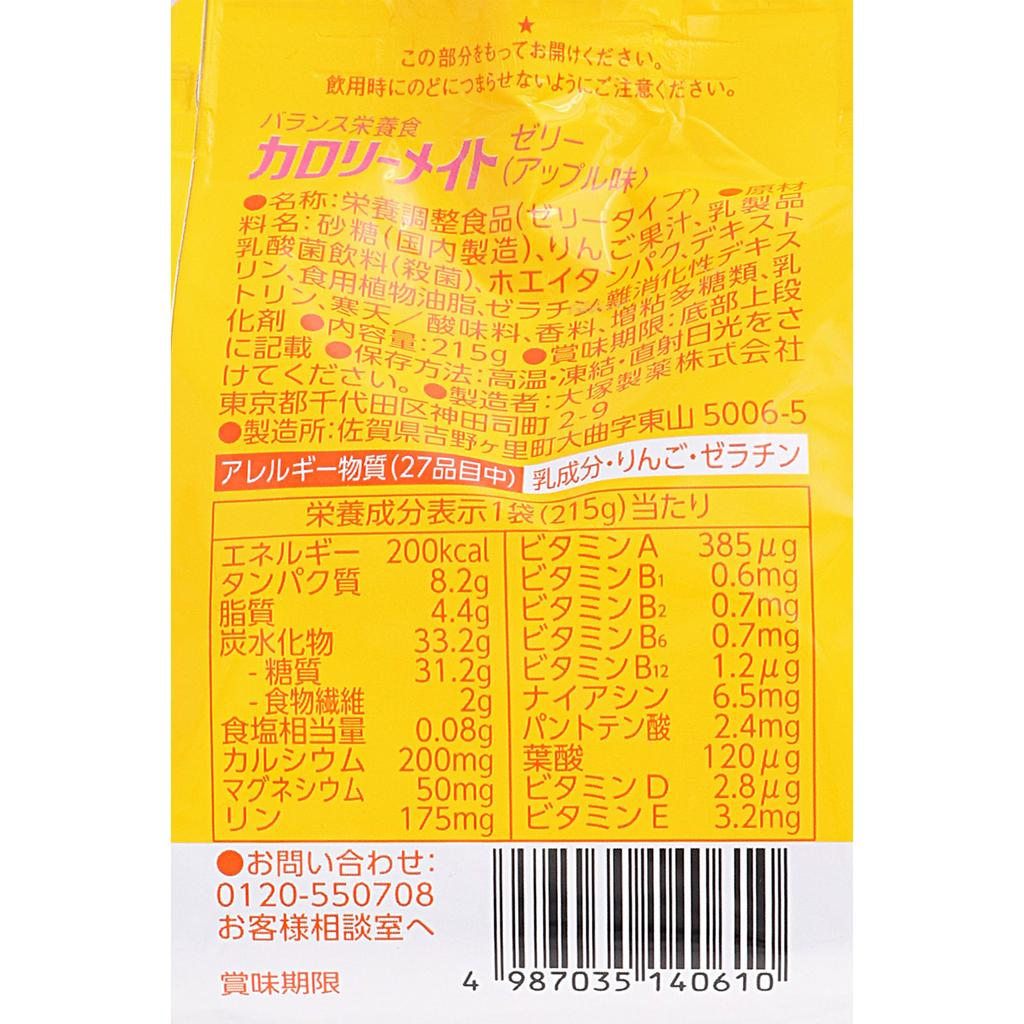 ★
この部分をもってお開けください。
飲用時にのどにつまらせないようにご注意ください。
バランス栄養食
カロリーメイト ゼリー
(アップル味)
●名称:栄養調整食品(ゼリータイプ) ●原材
料名:砂糖(国内製造)、りんご果汁、乳製品
乳酸菌飲料(殺菌)、ホエイタンパク、デキスト
リン、食用植物油脂、ゼラチン、難消化性デキス
トリン、寒天/酸味料、香料、増粘多糖類、乳
化剤 ●内容量:215g ●賞味期限:底部上段
に記載 ●保存方法:高温・凍結・直射日光をさ
けてください。●製造者:大塚製薬株式会社
東京都千代田区神田司町 2-9
●製造所:佐賀県吉野ヶ里町大曲字東山 5006-5
アレルギー物質(27品目中) 乳成分・りんご・ゼラチン
栄養成分表示1袋(215g)当たり
エネルギー 200kcal
タンパク質 8.2g
脂質 4.4g
炭水化物 33.2g
-糖質 31.2g
-食物繊維 2g
食塩相当量 0.08g
カルシウム 200mg
マグネシウム 50mg
リン 175mg
ビタミンA 385μg
ビタミンB1 0.6mg
ビタミンB2 0.7mg
ビタミンB6 0.7mg
ビタミンB12 1.2μg
ナイアシン 6.5mg
パントテン酸 2.4mg
葉酸 120μg
ビタミンD 2.8μg
ビタミンE 3.2mg
●お問い合わせ:
0120-550708
お客様相談室へ
賞味期限
4 987035 140610